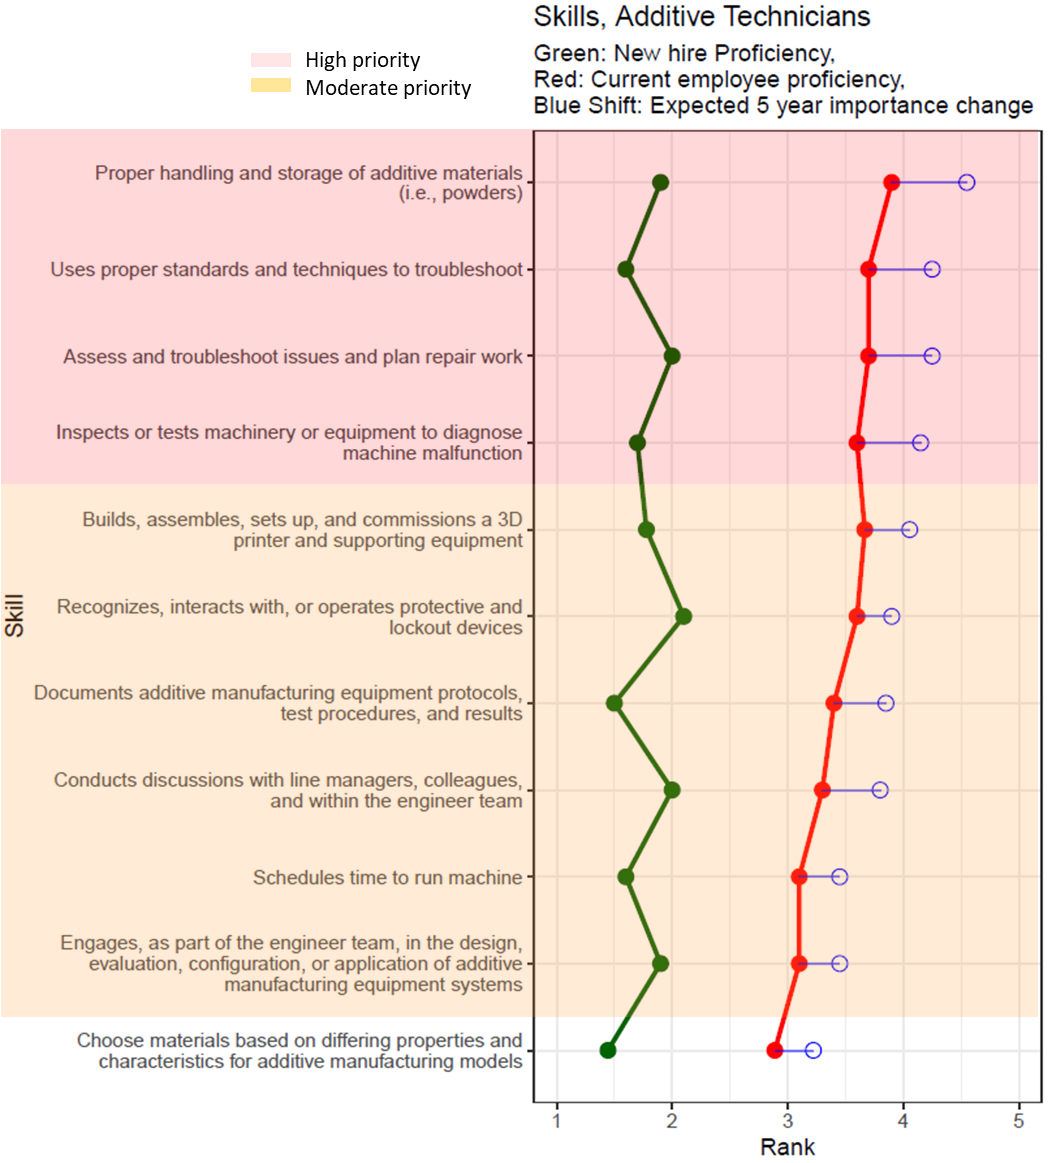 Skills, Additive Technicians
Green: New hire Proficiency,
Red: Current employee proficiency,
Blue Shift: Expected 5 year importance change
High priority
Moderate priority
Proper handling and storage of additive materials
(i.e., powders)
Uses proper standards and techniques to troubleshoot
Assess and troubleshoot issues and plan repair work
Inspects or tests machinery or equipment to diagnose
machine malfunction
Builds, assembles, sets up, and commissions a 3D
printer and supporting equipment
Recognizes, interacts with, or operates protective and
lockout devices
Documents additive manufacturing equipment protocols,
test procedures, and results
Conducts discussions with line managers, colleagues,
and within the engineer team
Schedules time to run machine
Engages, as part of the engineer team, in the design,
evaluation, configuration, or application of additive
manufacturing equipment systems
Choose materials based on differing properties and
characteristics for additive manufacturing models
Skill
1 2 3 4 5
Rank